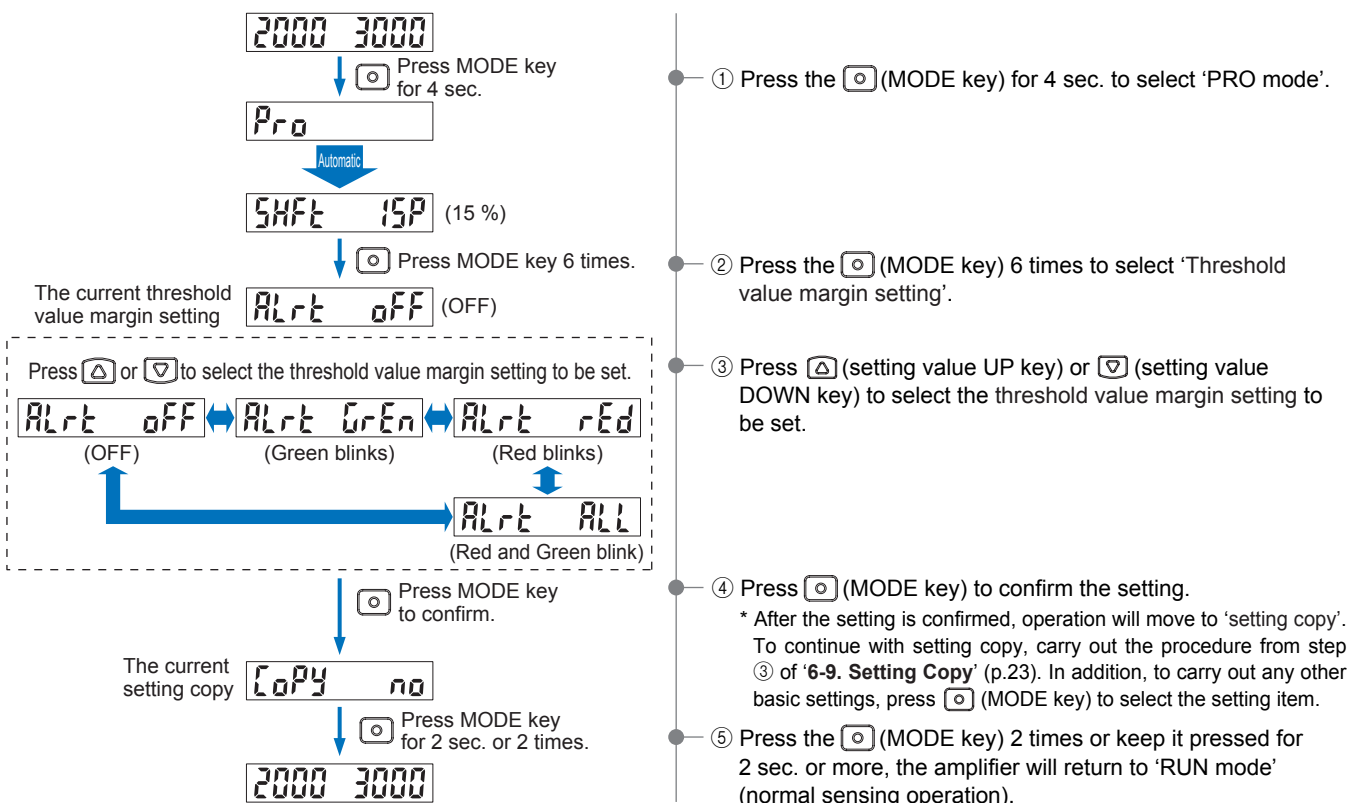 2000 3000
Press MODE key
for 4 sec.
Pro
Automatic
SHFt 15P (15 %)
Press MODE key 6 times.
The current threshold
value margin setting
ALrt oFF (OFF)
Press or to select the threshold value margin setting to be set.
ALrt oFF ALrt GrEn ALrt rEd
(OFF) (Green blinks) (Red blinks)
ALrt ALL
(Red and Green blink)
Press MODE key
to confirm.
The current
setting copy
CoPY no
Press MODE key
for 2 sec. or 2 times.
2000 3000
① Press the (MODE key) for 4 sec. to select ‘PRO mode’.
② Press the (MODE key) 6 times to select ‘Threshold
value margin setting’.
③ Press (setting value UP key) or (setting value
DOWN key) to select the threshold value margin setting to
be set.
④ Press (MODE key) to confirm the setting.
* After the setting is confirmed, operation will move to ‘setting copy’.
To continue with setting copy, carry out the procedure from step
③ of ‘6-9. Setting Copy’ (p.23). In addition, to carry out any other
basic settings, press (MODE key) to select the setting item.
⑤ Press the (MODE key) 2 times or keep it pressed for
2 sec. or more, the amplifier will return to ‘RUN mode’
(normal sensing operation).